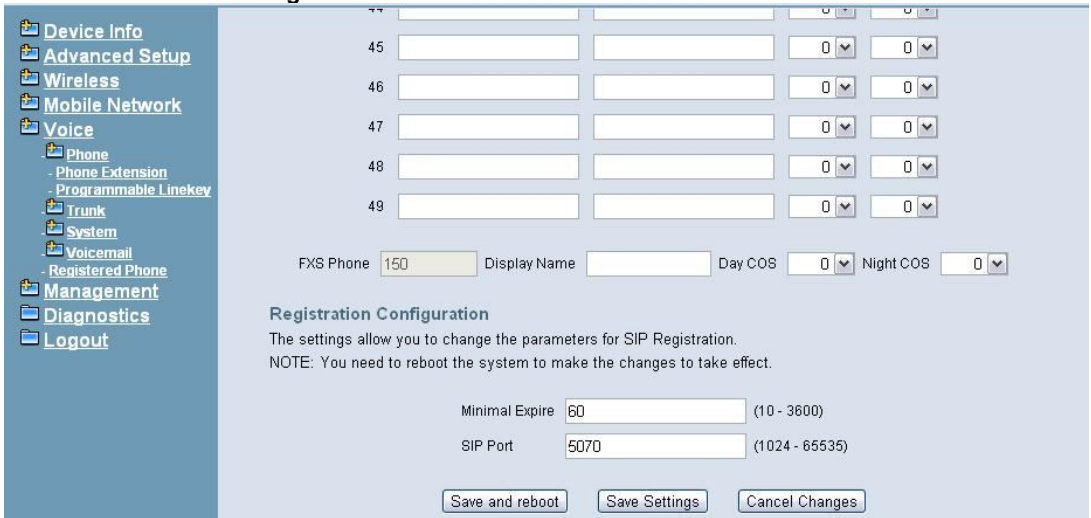 Device Info
Advanced Setup
Wireless
Mobile Network
Voice
Phone
- Phone Extension
- Programmable Linekey
Trunk
System
Voicemail
- Registered Phone
Management
Diagnostics
Logout
45 0 0
46 0 0
47 0 0
48 0 0
49 0 0
FXS Phone 150 Display Name Day COS 0 Night COS 0
Registration Configuration
The settings allow you to change the parameters for SIP Registration.
NOTE: You need to reboot the system to make the changes to take effect.
Minimal Expire 60 (10 - 3600)
SIP Port 5070 (1024 - 65535)
Save and reboot Save Settings Cancel Changes